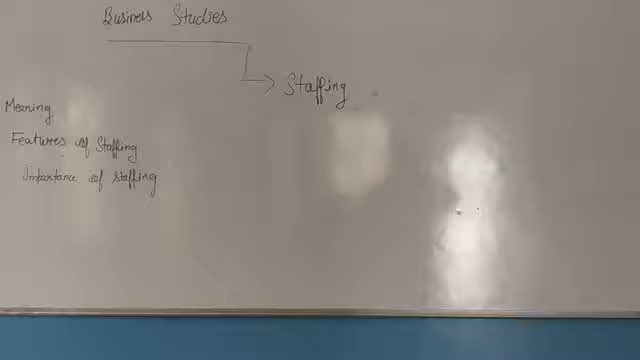 Business Studies
Staffing
Meaning
Features of Staffing
Importance of Staffing